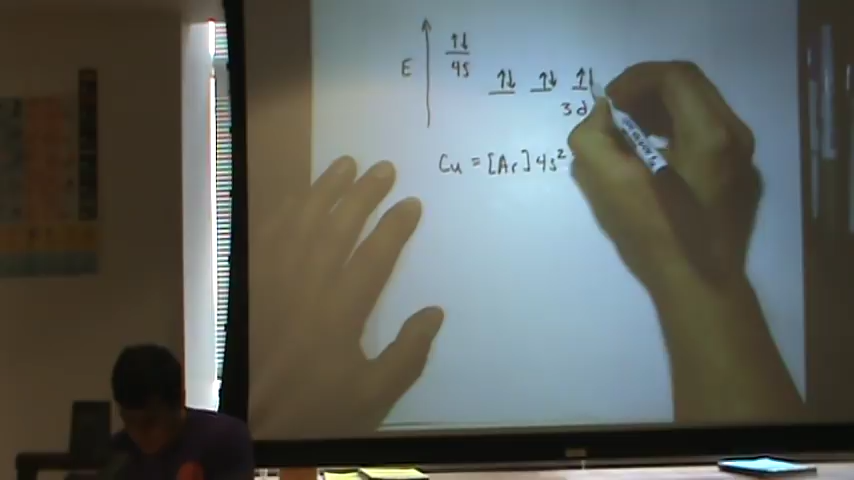 ↑↓
4s
E
↑↓ ↑↓ ↑↓
3d
Cu = [Ar] 4s²